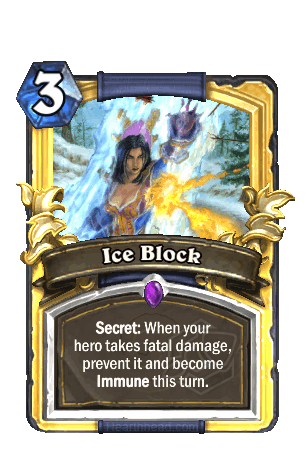 3
Ice Block
Secret: When your
hero takes fatal damage,
prevent it and become
Immune this turn.